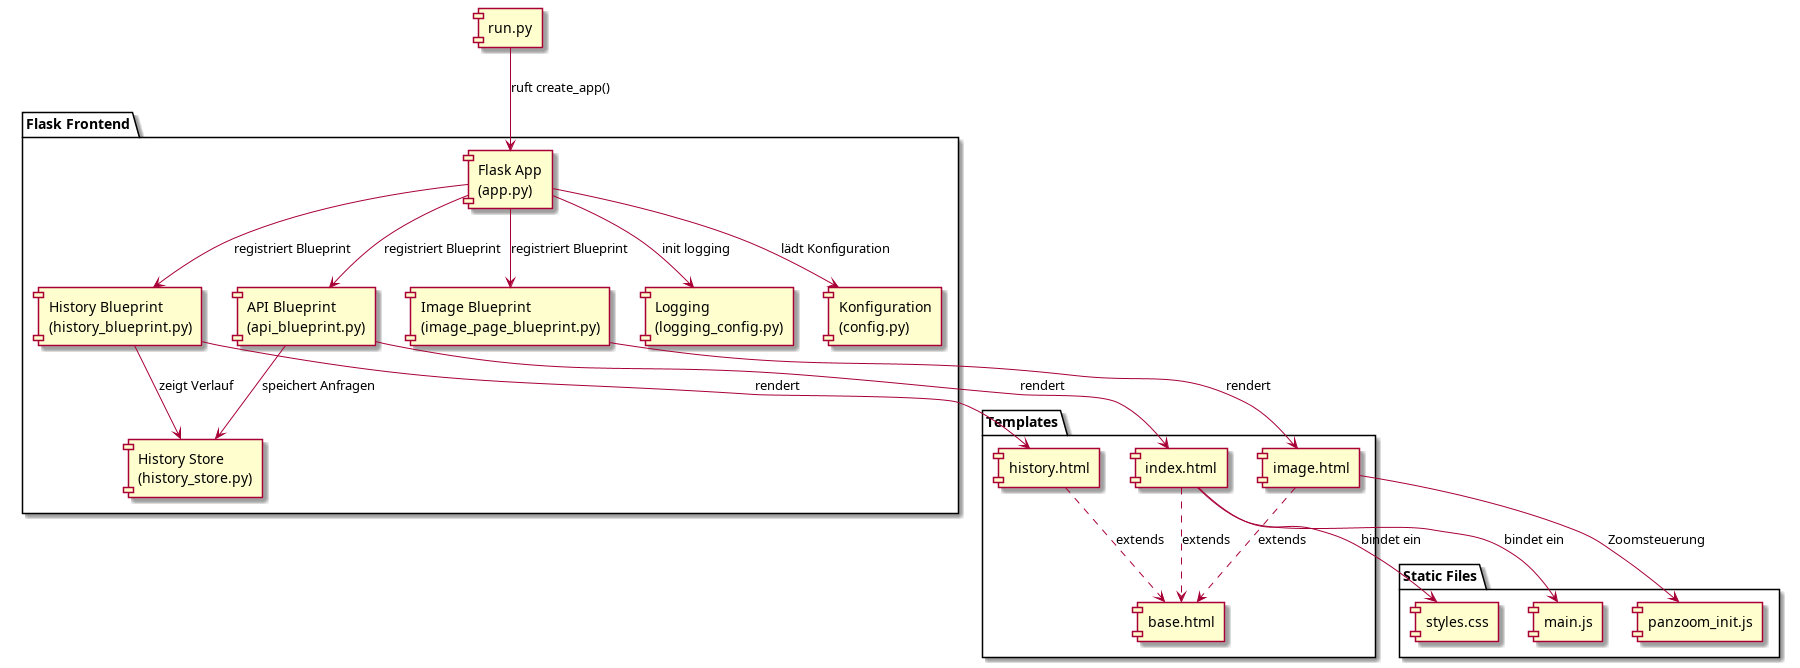 run.py
ruft create_app()
Flask Frontend
Flask App
(app.py)
registriert Blueprint
registriert Blueprint
registriert Blueprint
init logging
lädt Konfiguration
History Blueprint
(history_blueprint.py)
API Blueprint
(api_blueprint.py)
Image Blueprint
(image_page_blueprint.py)
Logging
(logging_config.py)
Konfiguration
(config.py)
zeigt Verlauf
speichert Anfragen
rendert
rendert
rendert
History Store
(history_store.py)
Templates
history.html
index.html
image.html
extends
extends
extends
bindet ein
bindet ein
Zoomsteuerung
base.html
Static Files
styles.css
main.js
panzoom_init.js